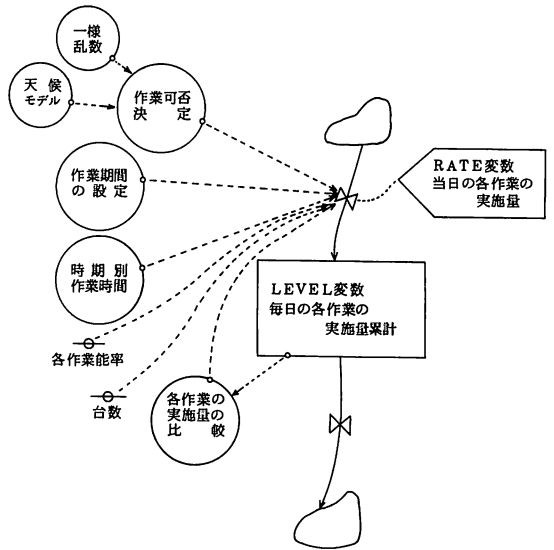 一様
乱数
天候
モデル
作業可否
決定
作業期間
の設定
RATE変数
当日の各作業の
実施量
時期別
作業時間
LEVEL変数
毎日の各作業の
実施量累計
各作業能率
台数
各作業の
実施量の
比較